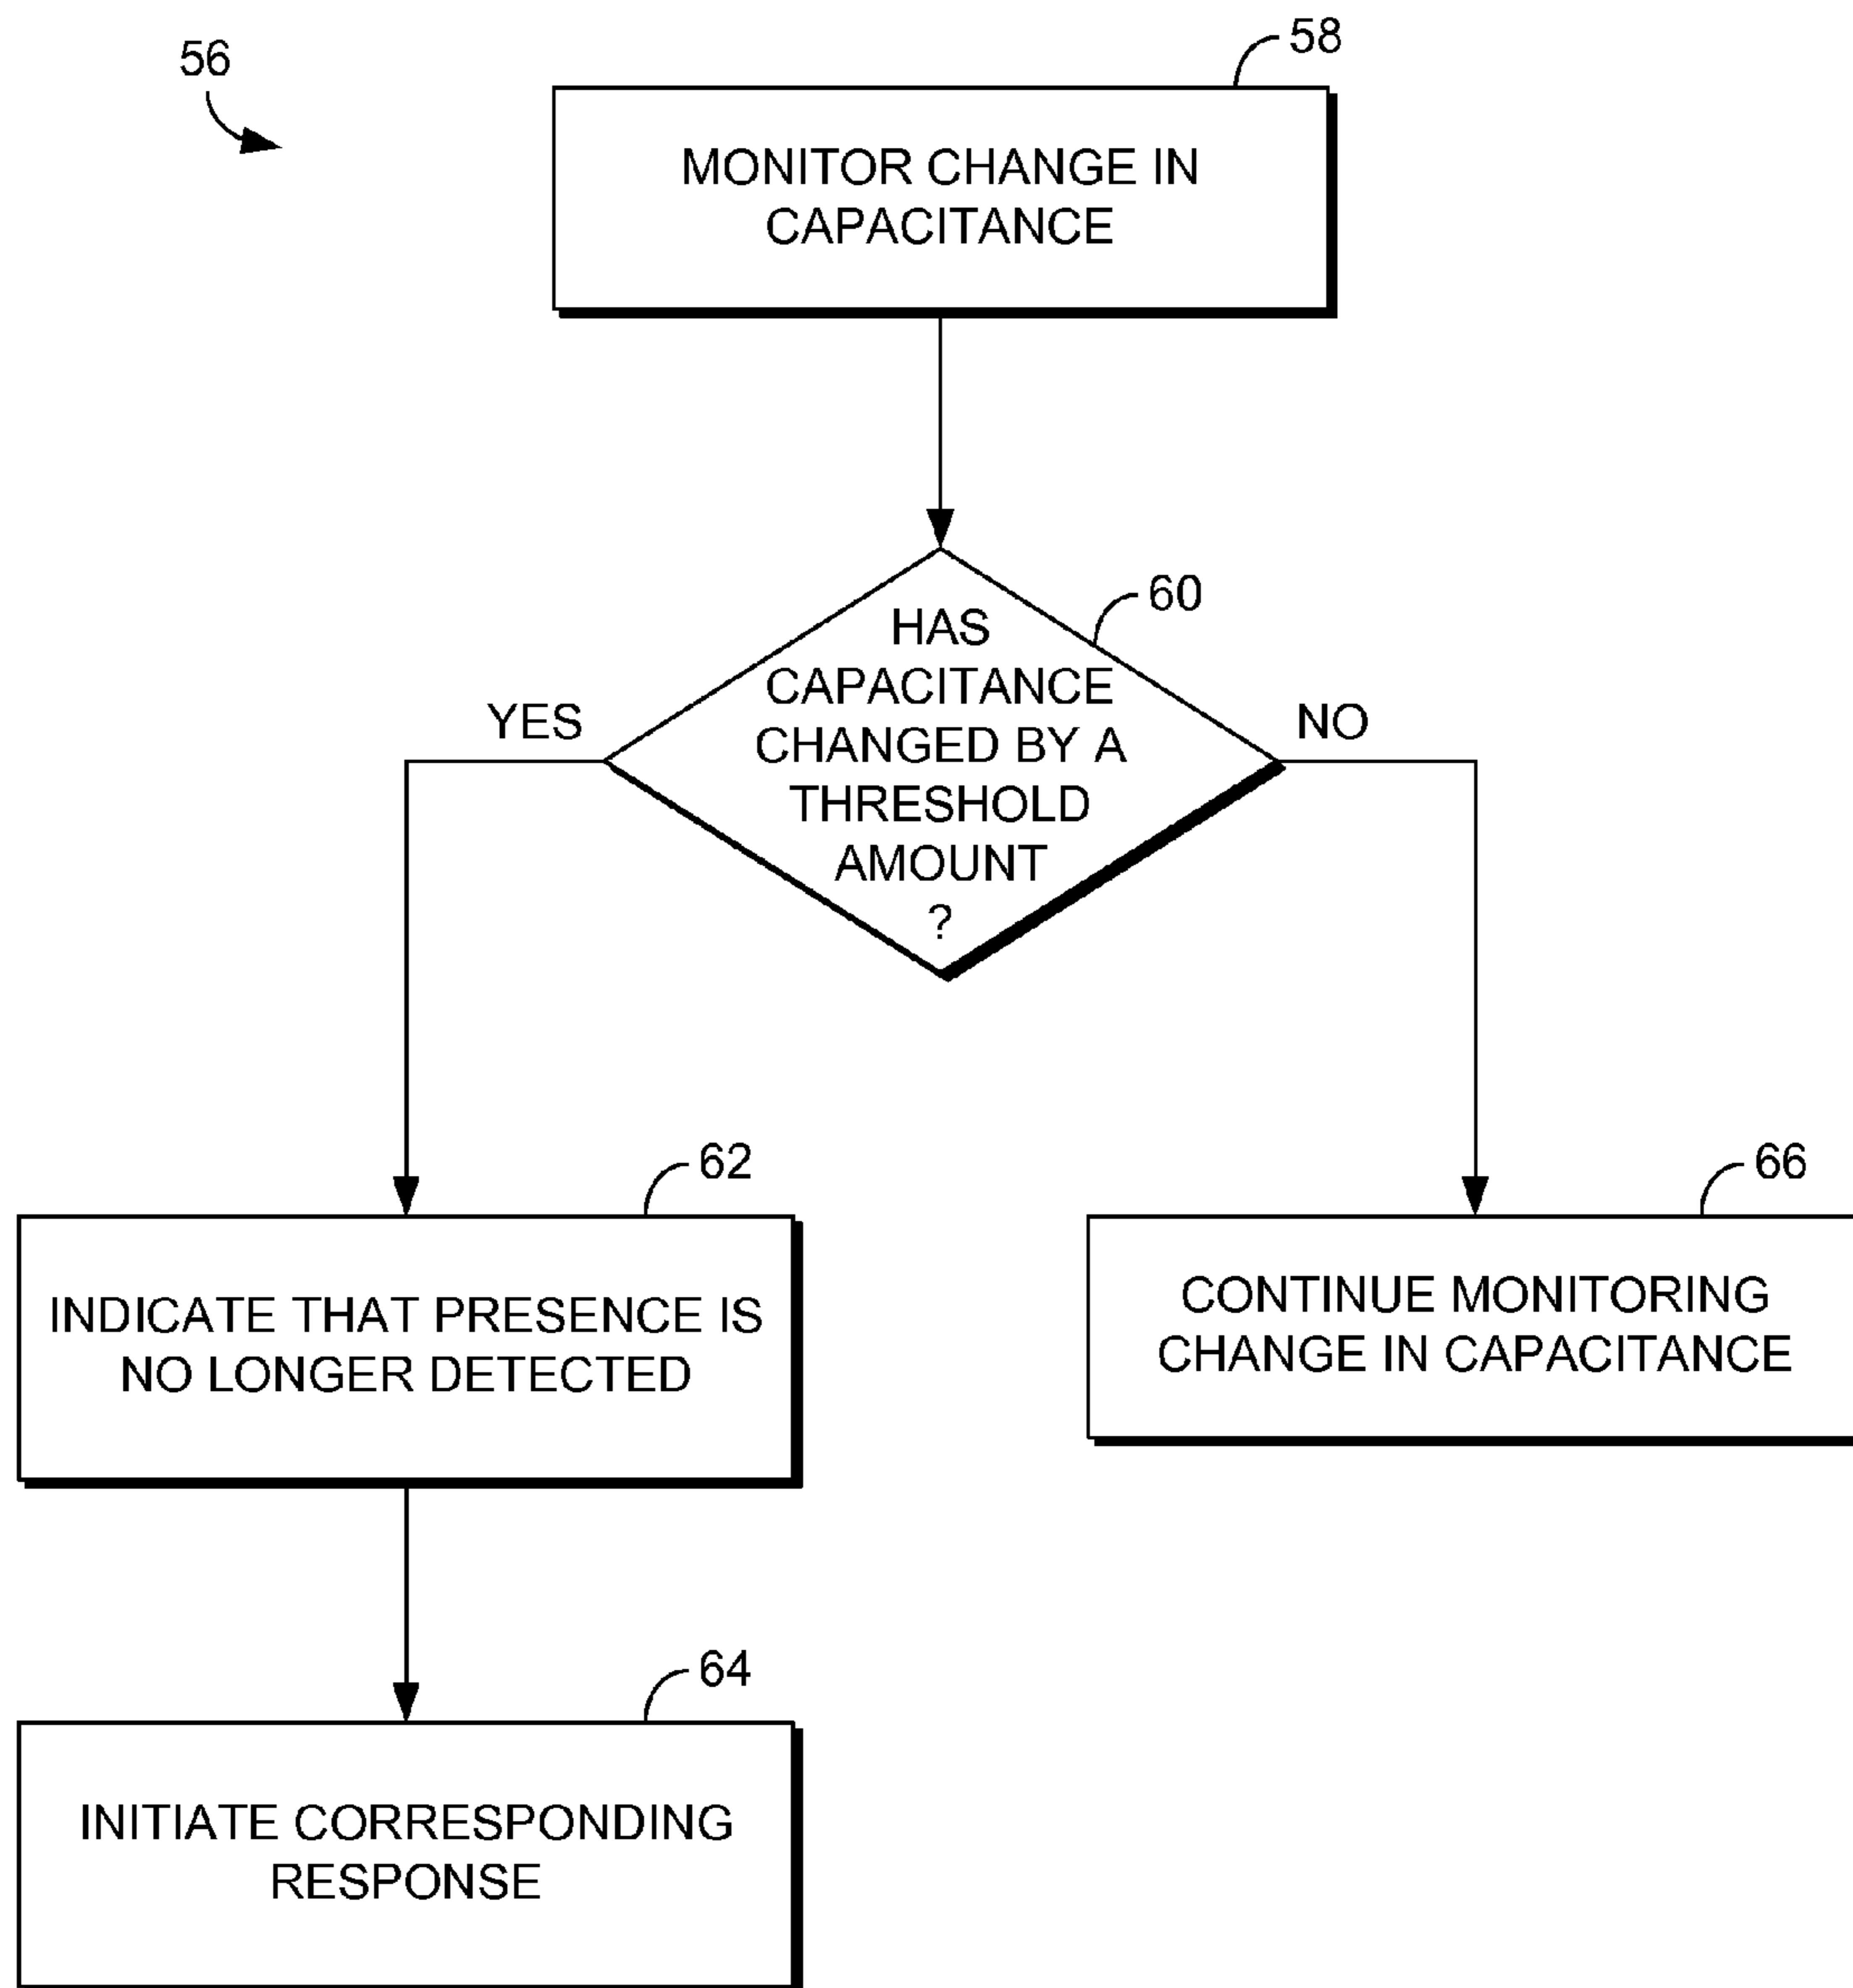 56
58
MONITOR CHANGE IN
CAPACITANCE
60
HAS
CAPACITANCE
CHANGED BY A
THRESHOLD
AMOUNT
?
YES
NO
62
INDICATE THAT PRESENCE IS
NO LONGER DETECTED
66
CONTINUE MONITORING
CHANGE IN CAPACITANCE
64
INITIATE CORRESPONDING
RESPONSE